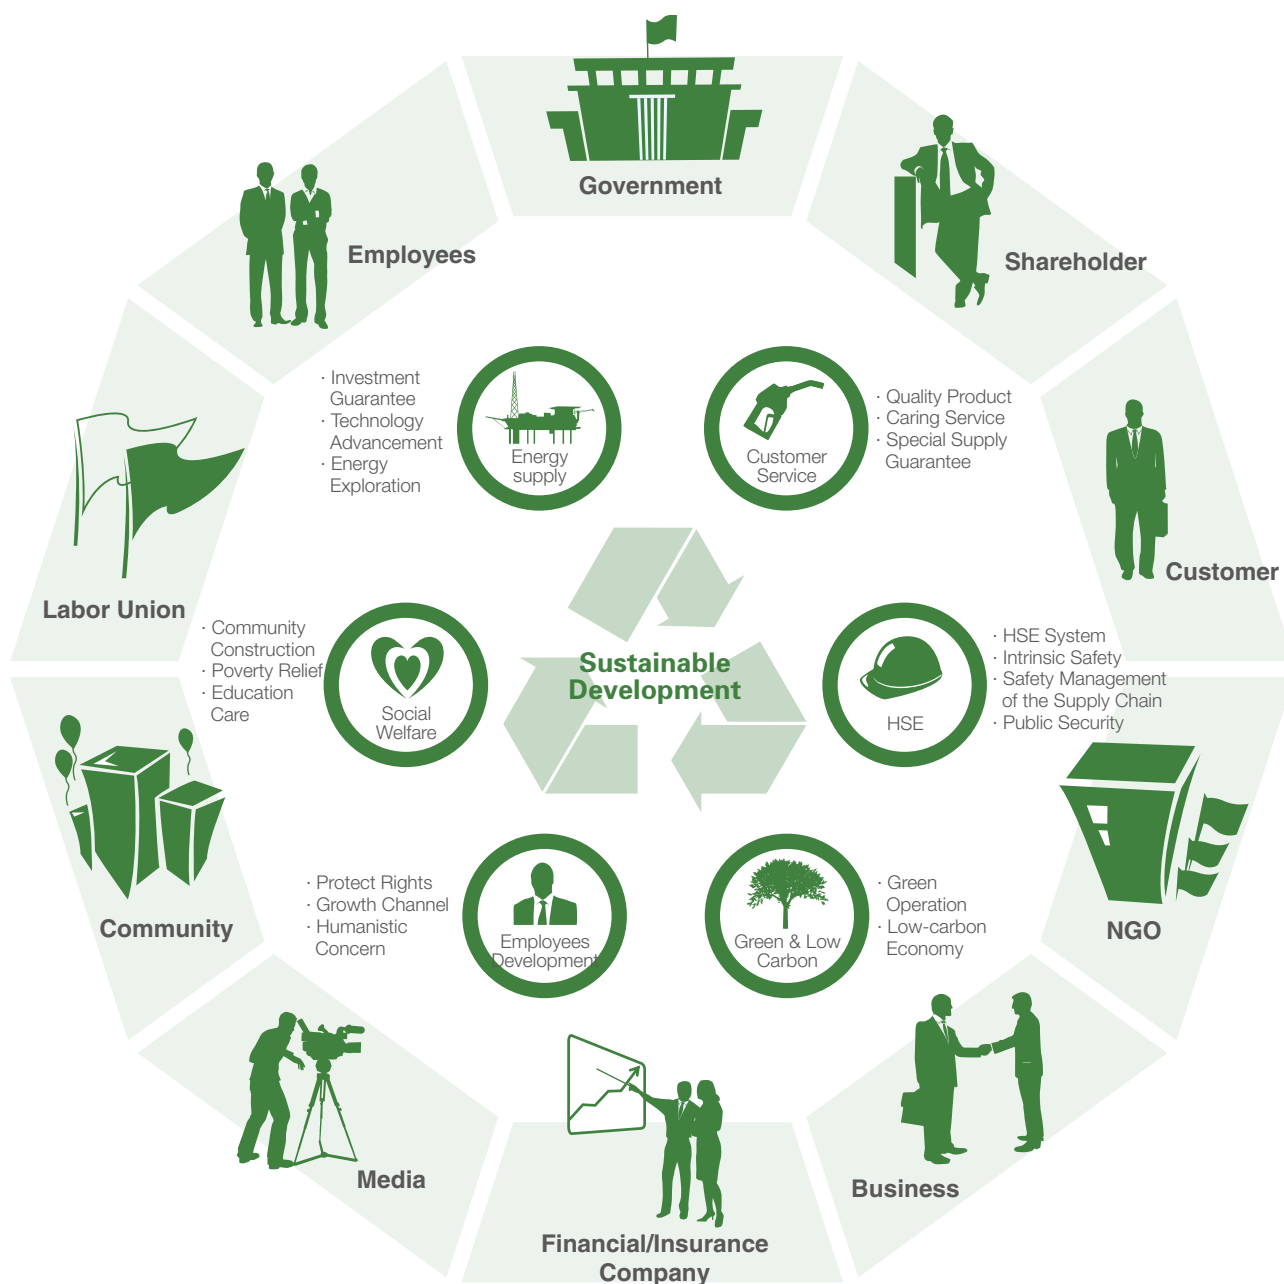 Government
Employees
Shareholder
· Investment
Guarantee
· Technology
Advancement
· Energy
Exploration
Energy
supply
Customer
Service
· Quality Product
· Caring Service
· Special Supply
Guarantee
Labor Union
Customer
· Community
Construction
· Poverty Relief
· Education
Care
Social
Welfare
Sustainable
Development
HSE
· HSE System
· Intrinsic Safety
· Safety Management
of the Supply Chain
· Public Security
Community
NGO
· Protect Rights
· Growth Channel
· Humanistic
Concern
Employees
Development
Green & Low
Carbon
· Green
Operation
· Low-carbon
Economy
Media
Business
Financial/Insurance
Company